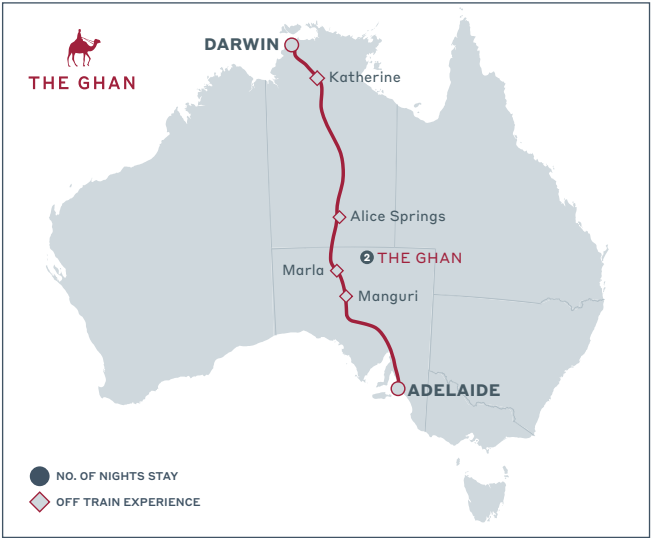 DARWIN
THE GHAN
Katherine
Alice Springs
2 THE GHAN
Marla
Manguri
ADELAIDE
NO. OF NIGHTS STAY
OFF TRAIN EXPERIENCE